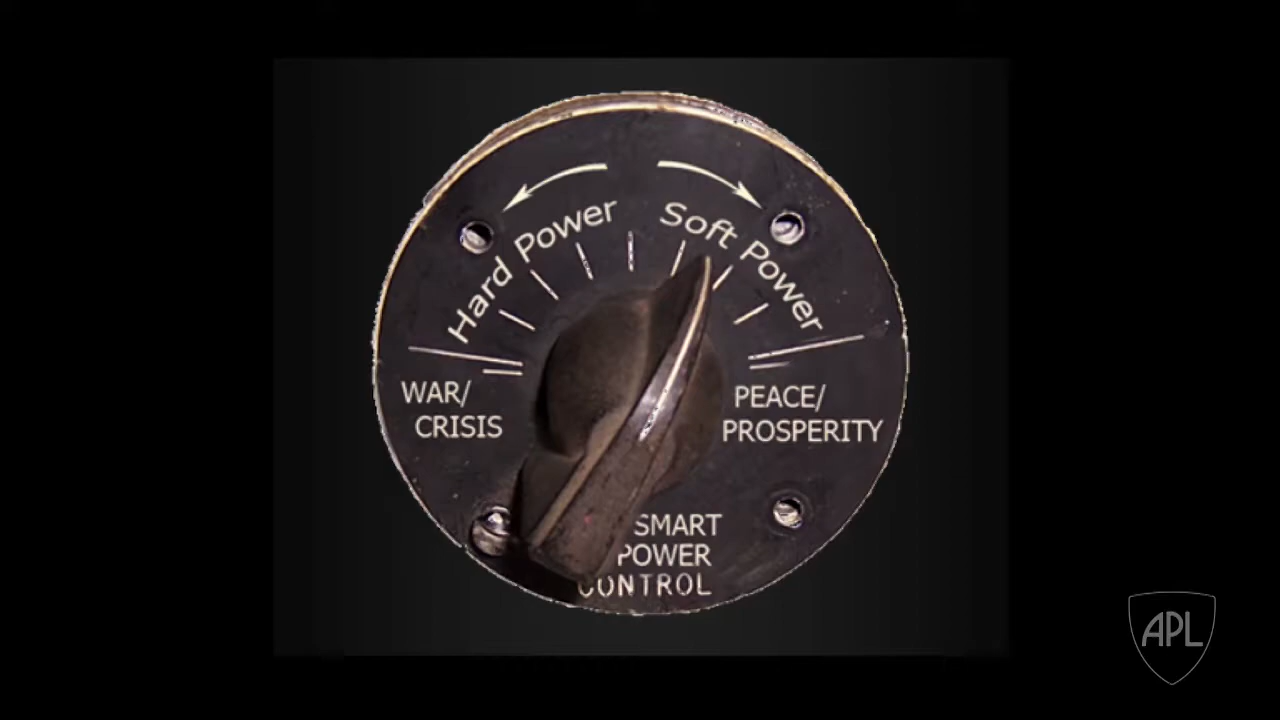 Hard Power
Soft Power
WAR/
CRISIS
PEACE/
PROSPERITY
SMART
POWER
CONTROL
APL